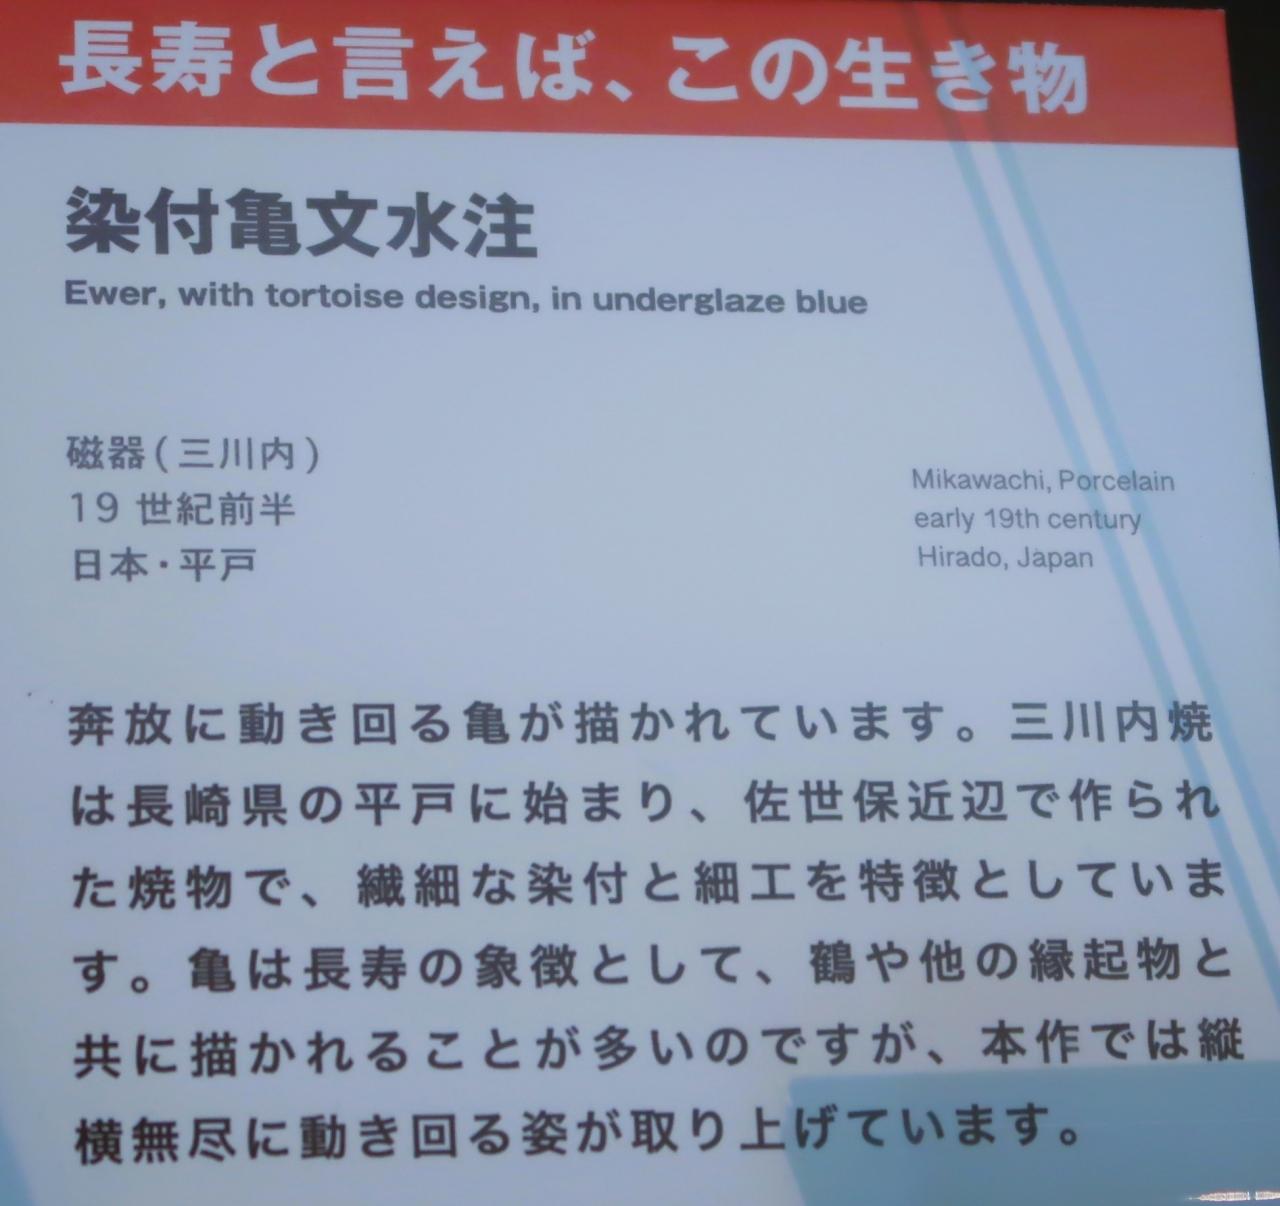 長寿と言えば、この生き物
染付亀文水注
Ewer, with tortoise design, in underglaze blue
磁器(三川内)
19 世紀前半
日本・平戸
Mikawachi, Porcelain
early 19th century
Hirado, Japan
奔放に動き回る亀が描かれています。三川内焼
は長崎県の平戸に始まり、佐世保近辺で作られ
た焼物で、繊細な染付と細工を特徴としていま
す。亀は長寿の象徴として、鶴や他の縁起物と
共に描かれることが多いのですが、本作では縦
横無尽に動き回る姿が取り上げています。